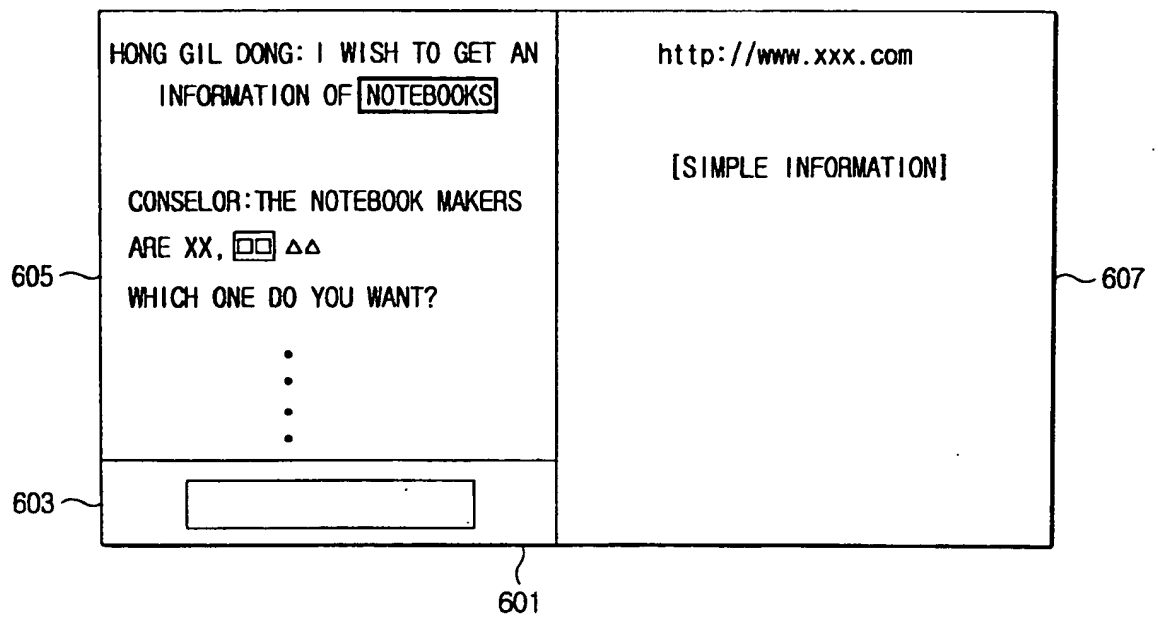 HONG GIL DONG: I WISH TO GET AN
INFORMATION OF NOTEBOOKS
CONSELOR:THE NOTEBOOK MAKERS
ARE XX, □□ △△
WHICH ONE DO YOU WANT?
605
603
601
http://www.xxx.com
[SIMPLE INFORMATION]
607